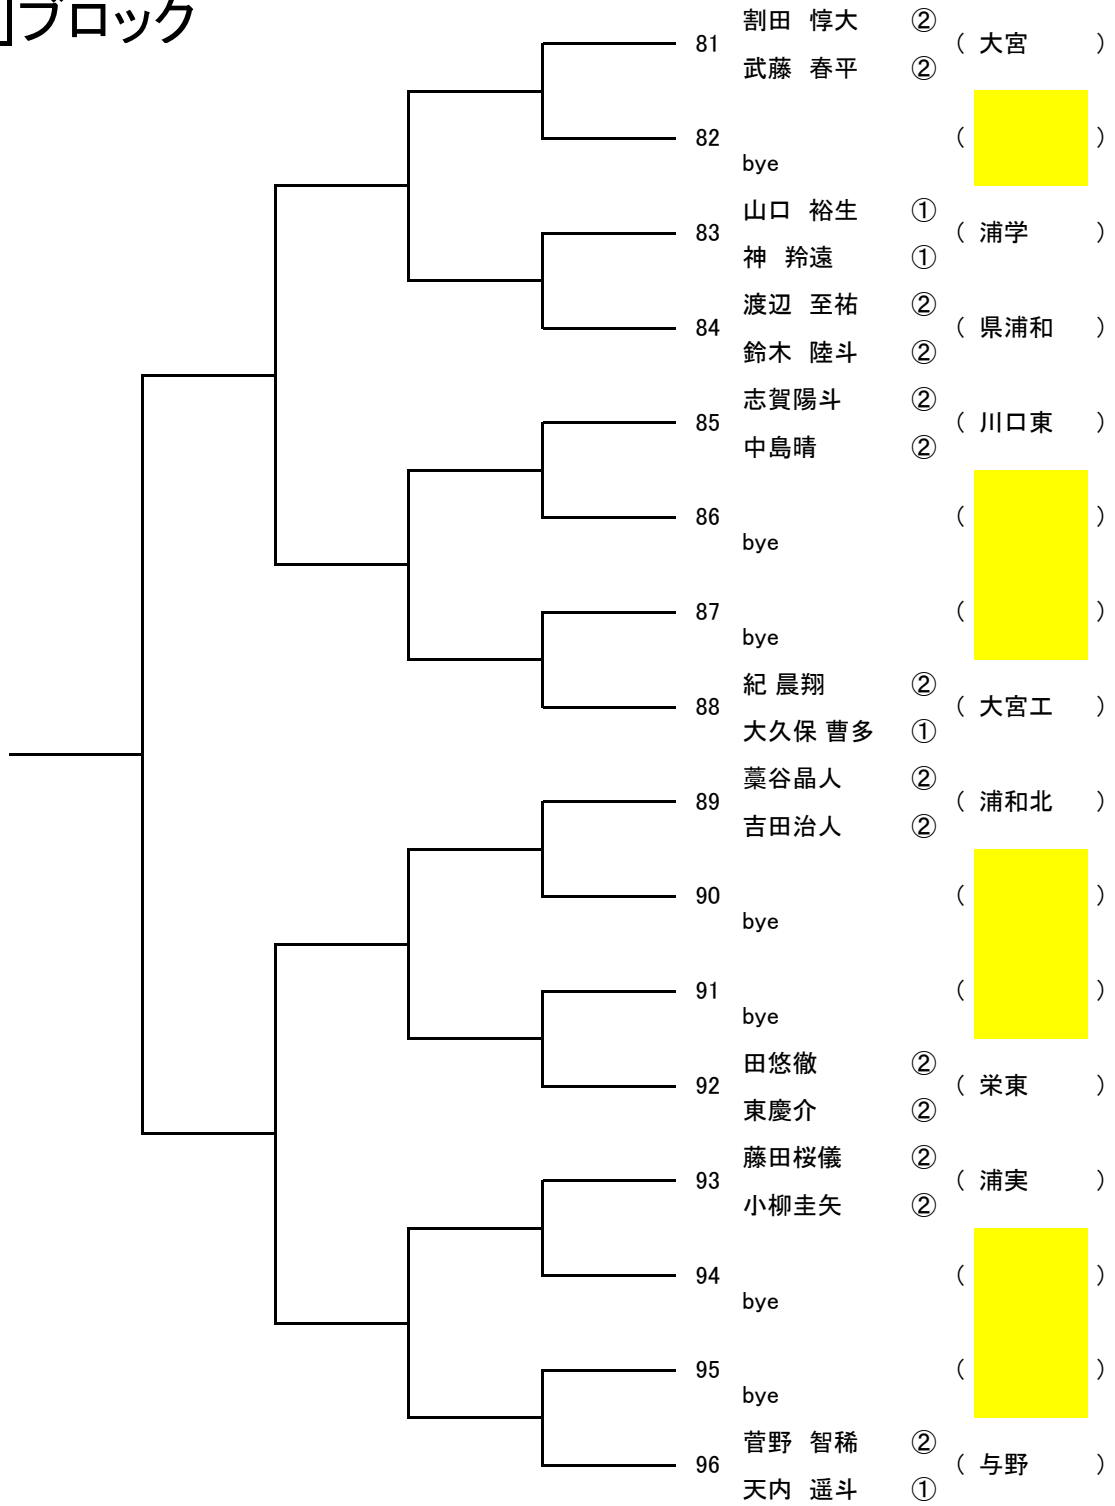 ブロック
割田 惇大 ②
81 ( 大宮 )
武藤 春平 ②
82 ( )
bye
山口 裕生 ①
83 ( 浦学 )
神 羚遠 ①
渡辺 至祐 ②
84 ( 県浦和 )
鈴木 陸斗 ②
志賀陽斗 ②
85 ( 川口東 )
中島晴 ②
86 ( )
bye
87 ( )
bye
紀 晨翔 ②
88 ( 大宮工 )
大久保 曹多 ①
藁谷晶人 ②
89 ( 浦和北 )
吉田治人 ②
90 ( )
bye
91 ( )
bye
田悠徹 ②
92 ( 栄東 )
東慶介 ②
藤田桜儀 ②
93 ( 浦実 )
小柳圭矢 ②
94 ( )
bye
95 ( )
bye
菅野 智稀 ②
96 ( 与野 )
天内 遥斗 ①